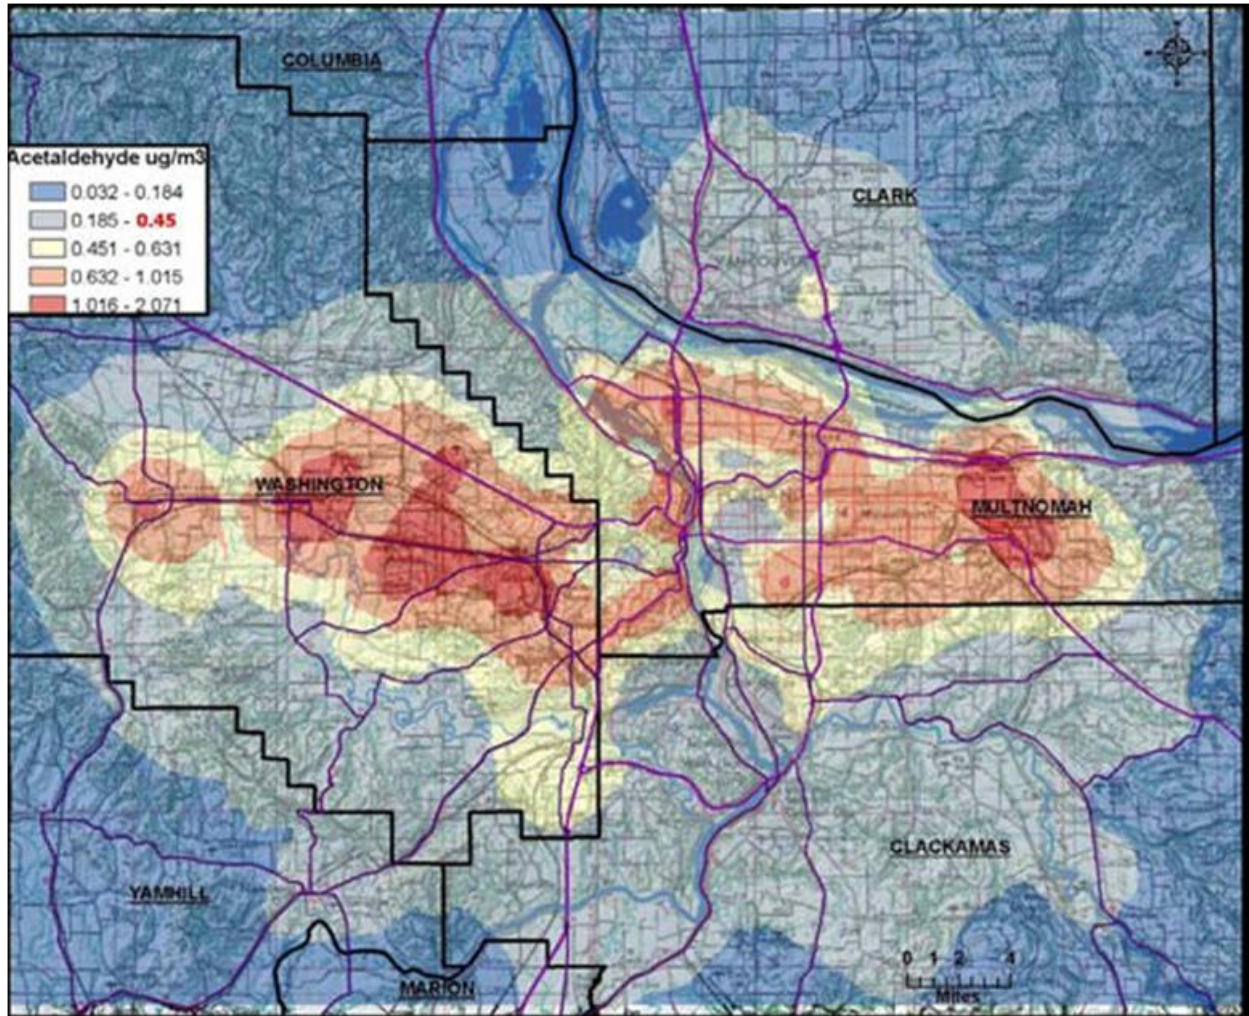 COLUMBIA
Acetaldehyde ug/m3
0.032 - 0.184
0.185 - 0.45
0.451 - 0.631
0.632 - 1.015
1.016 - 2.071
CLARK
VANCOUVER
WASHINGTON
MULTNOMAH
CLACKAMAS
YAMHILL
MARION
0 1 2 4
Miles